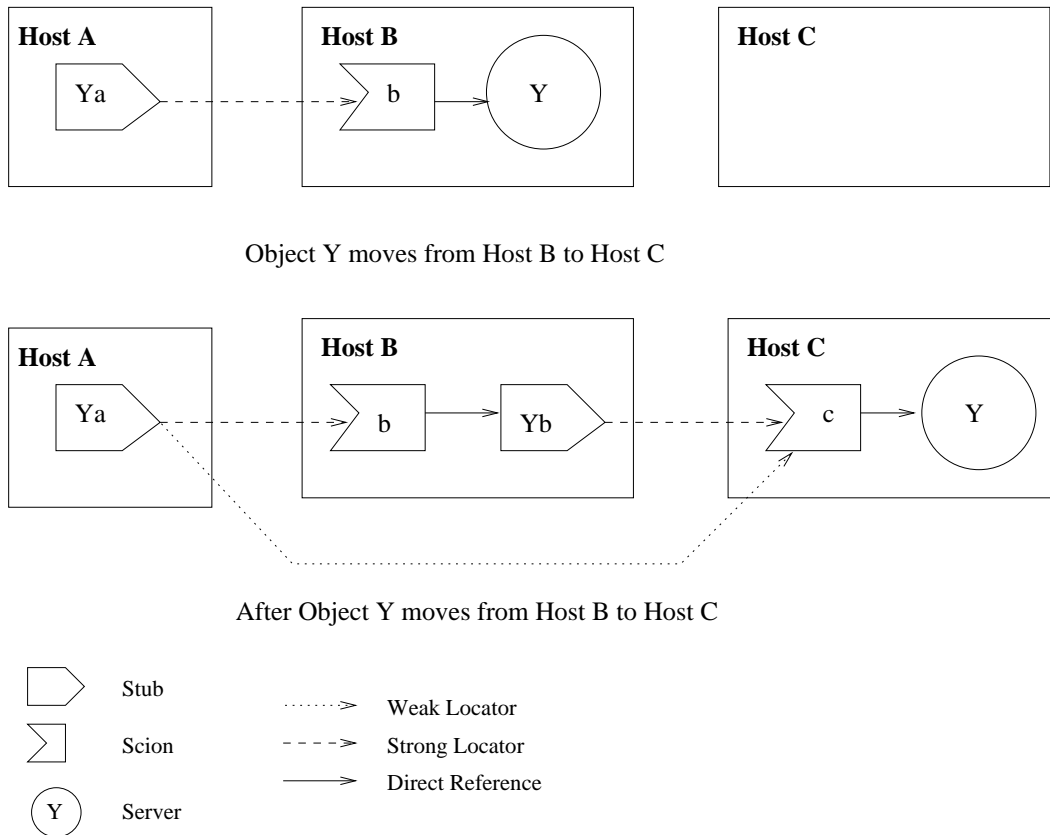 Host A
Host B
Host C
Ya
b
Y
Object Y moves from Host B to Host C
Host A
Host B
Host C
Ya
b
Yb
c
Y
After Object Y moves from Host B to Host C
Stub
Weak Locator
Scion
Strong Locator
Direct Reference
Y
Server